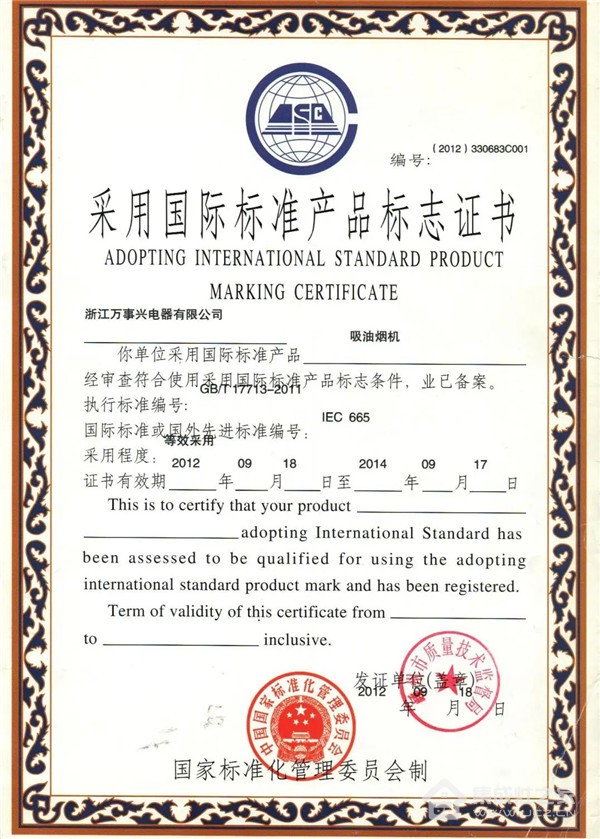 编号: (2012) 330683C001
采用国际标准产品标志证书
ADOPTING INTERNATIONAL STANDARD PRODUCT
MARKING CERTIFICATE
浙江万事兴电器有限公司
你单位采用国际标准产品 吸油烟机
经审查符合使用采用国际标准产品标志条件，业已备案。
执行标准编号: GB/T 17713-2011
国际标准或国外先进标准编号: IEC 665
采用程度: 等效采用
证书有效期 2012 年 09 月 18 日至 2014 年 09 月 17 日
This is to certify that your product
adopting International Standard has
been assessed to be qualified for using the adopting
international standard product mark and has been registered.
Term of validity of this certificate from
to inclusive.
发证单位(盖章)
2012 年 09 月 18 日
市质量技术监督局
中国国家标准化管理委员会
国家标准化管理委员会制